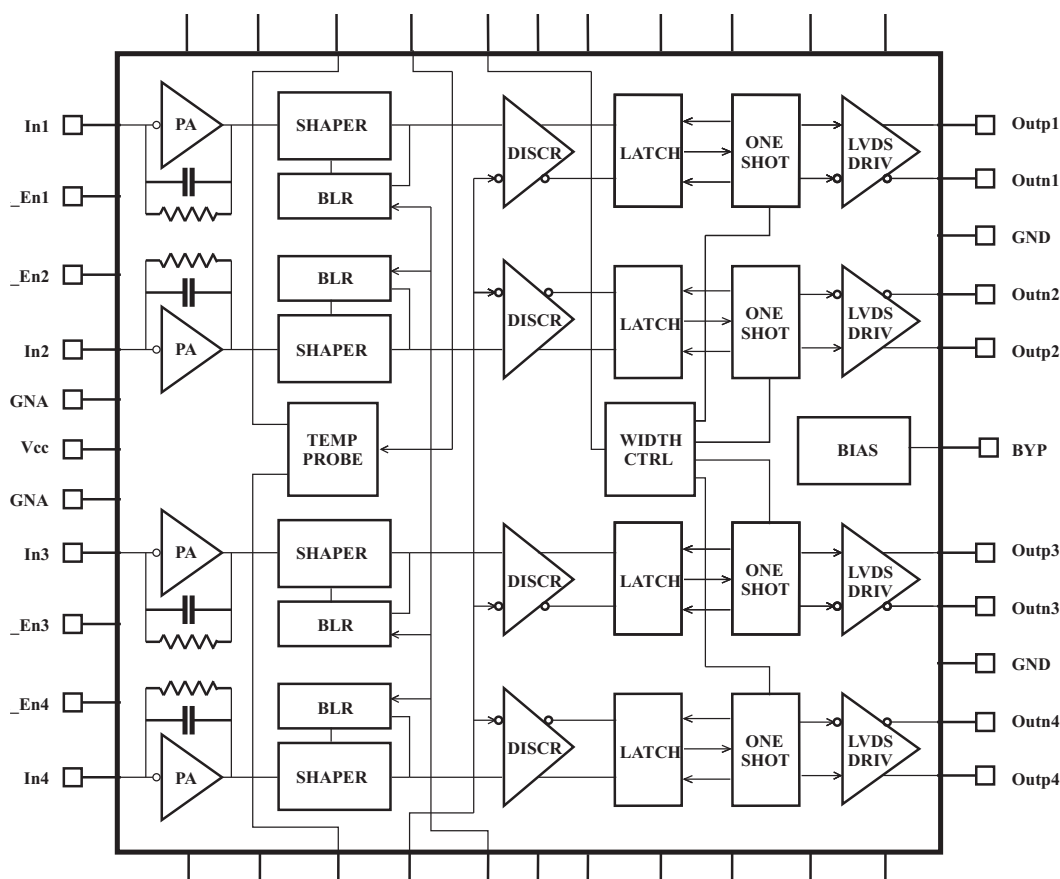 In1
PA
SHAPER
DISCR
LATCH
ONE
SHOT
LVDS
DRIV
Outp1
_En1
BLR
Outn1
GND
_En2
BLR
DISCR
LATCH
ONE
SHOT
LVDS
DRIV
Outn2
In2
PA
SHAPER
Outp2
GNA
Vcc
TEMP
PROBE
WIDTH
CTRL
BIAS
BYP
GNA
In3
PA
SHAPER
DISCR
LATCH
ONE
SHOT
LVDS
DRIV
Outp3
_En3
BLR
Outn3
GND
_En4
BLR
DISCR
LATCH
ONE
SHOT
LVDS
DRIV
Outn4
In4
PA
SHAPER
Outp4